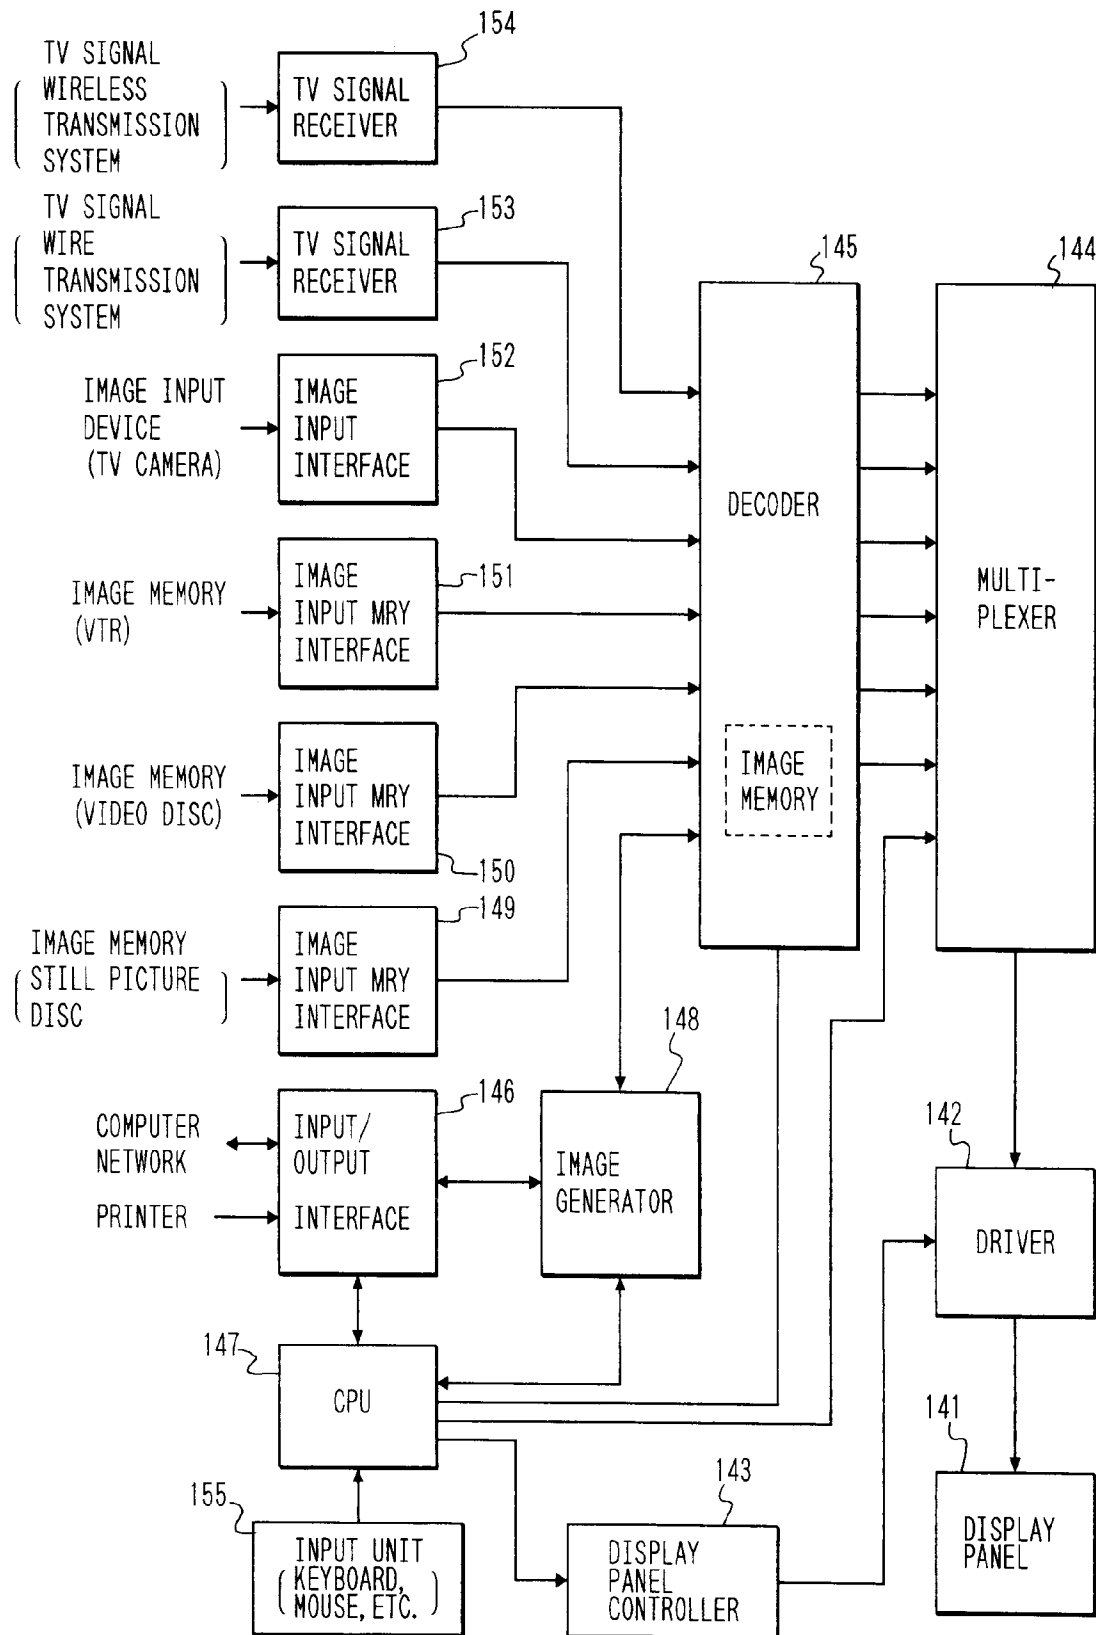 154
TV SIGNAL
WIRELESS
TRANSMISSION
SYSTEM
TV SIGNAL
RECEIVER
TV SIGNAL
WIRE
TRANSMISSION
SYSTEM
153
TV SIGNAL
RECEIVER
145
144
IMAGE INPUT
DEVICE
(TV CAMERA)
152
IMAGE
INPUT
INTERFACE
DECODER
MULTI-
PLEXER
IMAGE MEMORY
(VTR)
151
IMAGE
INPUT MRY
INTERFACE
IMAGE
MEMORY
IMAGE MEMORY
(VIDEO DISC)
IMAGE
INPUT MRY
INTERFACE
150
149
IMAGE MEMORY
(STILL PICTURE
DISC)
IMAGE
INPUT MRY
INTERFACE
148
146
COMPUTER
NETWORK
PRINTER
INPUT/
OUTPUT
INTERFACE
IMAGE
GENERATOR
142
DRIVER
147
CPU
141
DISPLAY
PANEL
155
INPUT UNIT
(KEYBOARD,
MOUSE, ETC.)
143
DISPLAY
PANEL
CONTROLLER